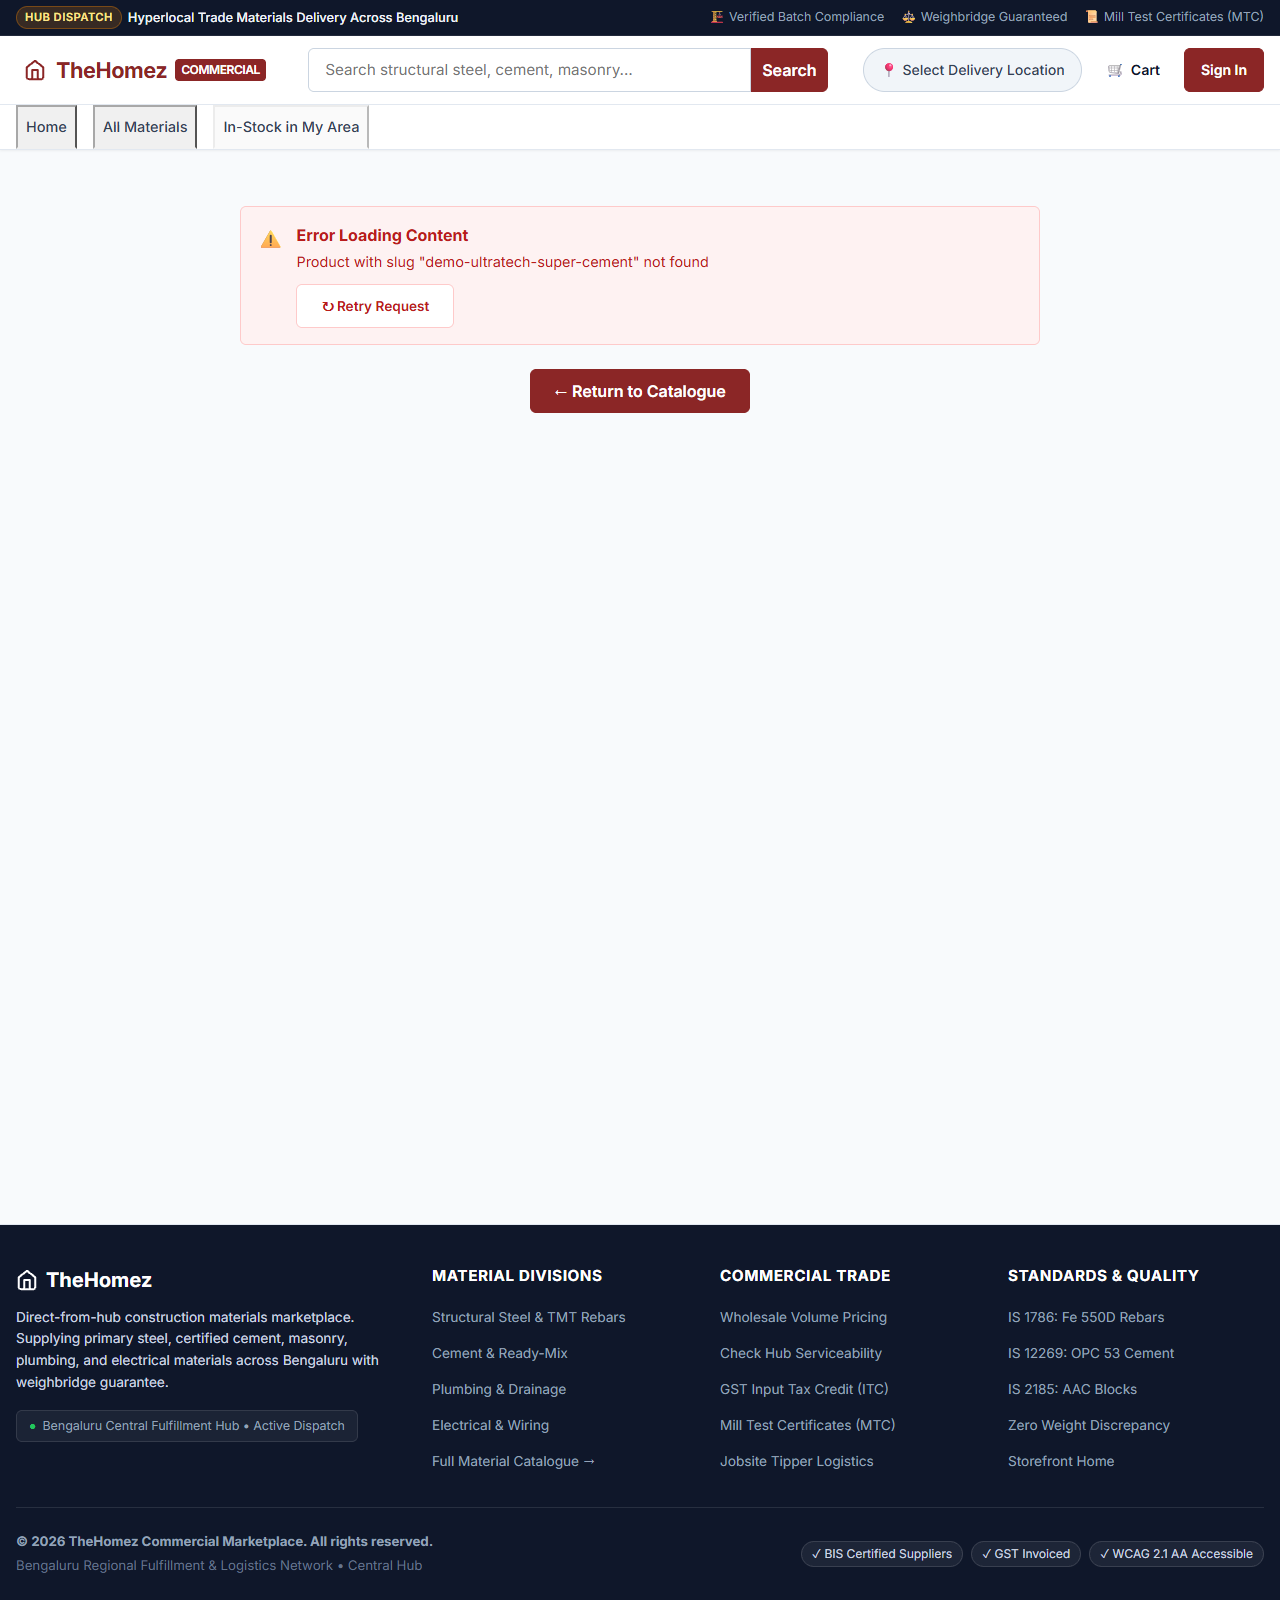 HUB DISPATCH Hyperlocal Trade Materials Delivery Across Bengaluru
Verified Batch Compliance
Weighbridge Guaranteed
Mill Test Certificates (MTC)
TheHomez COMMERCIAL
Search structural steel, cement, masonry...
Search
Select Delivery Location
Cart
Sign In
Home
All Materials
In-Stock in My Area
Error Loading Content
Product with slug "demo-ultratech-super-cement" not found
↻ Retry Request
← Return to Catalogue
TheHomez
Direct-from-hub construction materials marketplace.
Supplying primary steel, certified cement, masonry,
plumbing, and electrical materials across Bengaluru with
weighbridge guarantee.
● Bengaluru Central Fulfillment Hub • Active Dispatch
MATERIAL DIVISIONS
Structural Steel & TMT Rebars
Cement & Ready-Mix
Plumbing & Drainage
Electrical & Wiring
Full Material Catalogue →
COMMERCIAL TRADE
Wholesale Volume Pricing
Check Hub Serviceability
GST Input Tax Credit (ITC)
Mill Test Certificates (MTC)
Jobsite Tipper Logistics
STANDARDS & QUALITY
IS 1786: Fe 550D Rebars
IS 12269: OPC 53 Cement
IS 2185: AAC Blocks
Zero Weight Discrepancy
Storefront Home
© 2026 TheHomez Commercial Marketplace. All rights reserved.
Bengaluru Regional Fulfillment & Logistics Network • Central Hub
✓ BIS Certified Suppliers
✓ GST Invoiced
✓ WCAG 2.1 AA Accessible